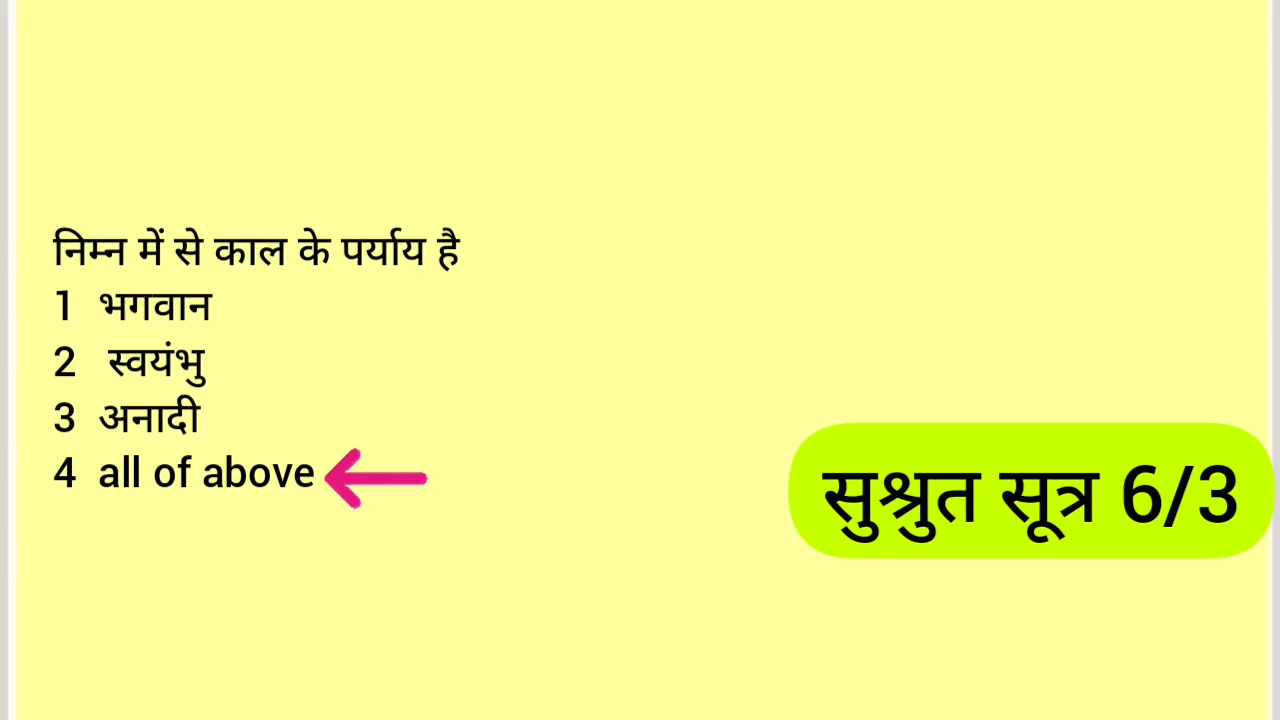 निम्न में से काल के पर्याय है
1 भगवान
2 स्वयंभु
3 अनादी
4 all of above
सुश्रुत सूत्र 6/3